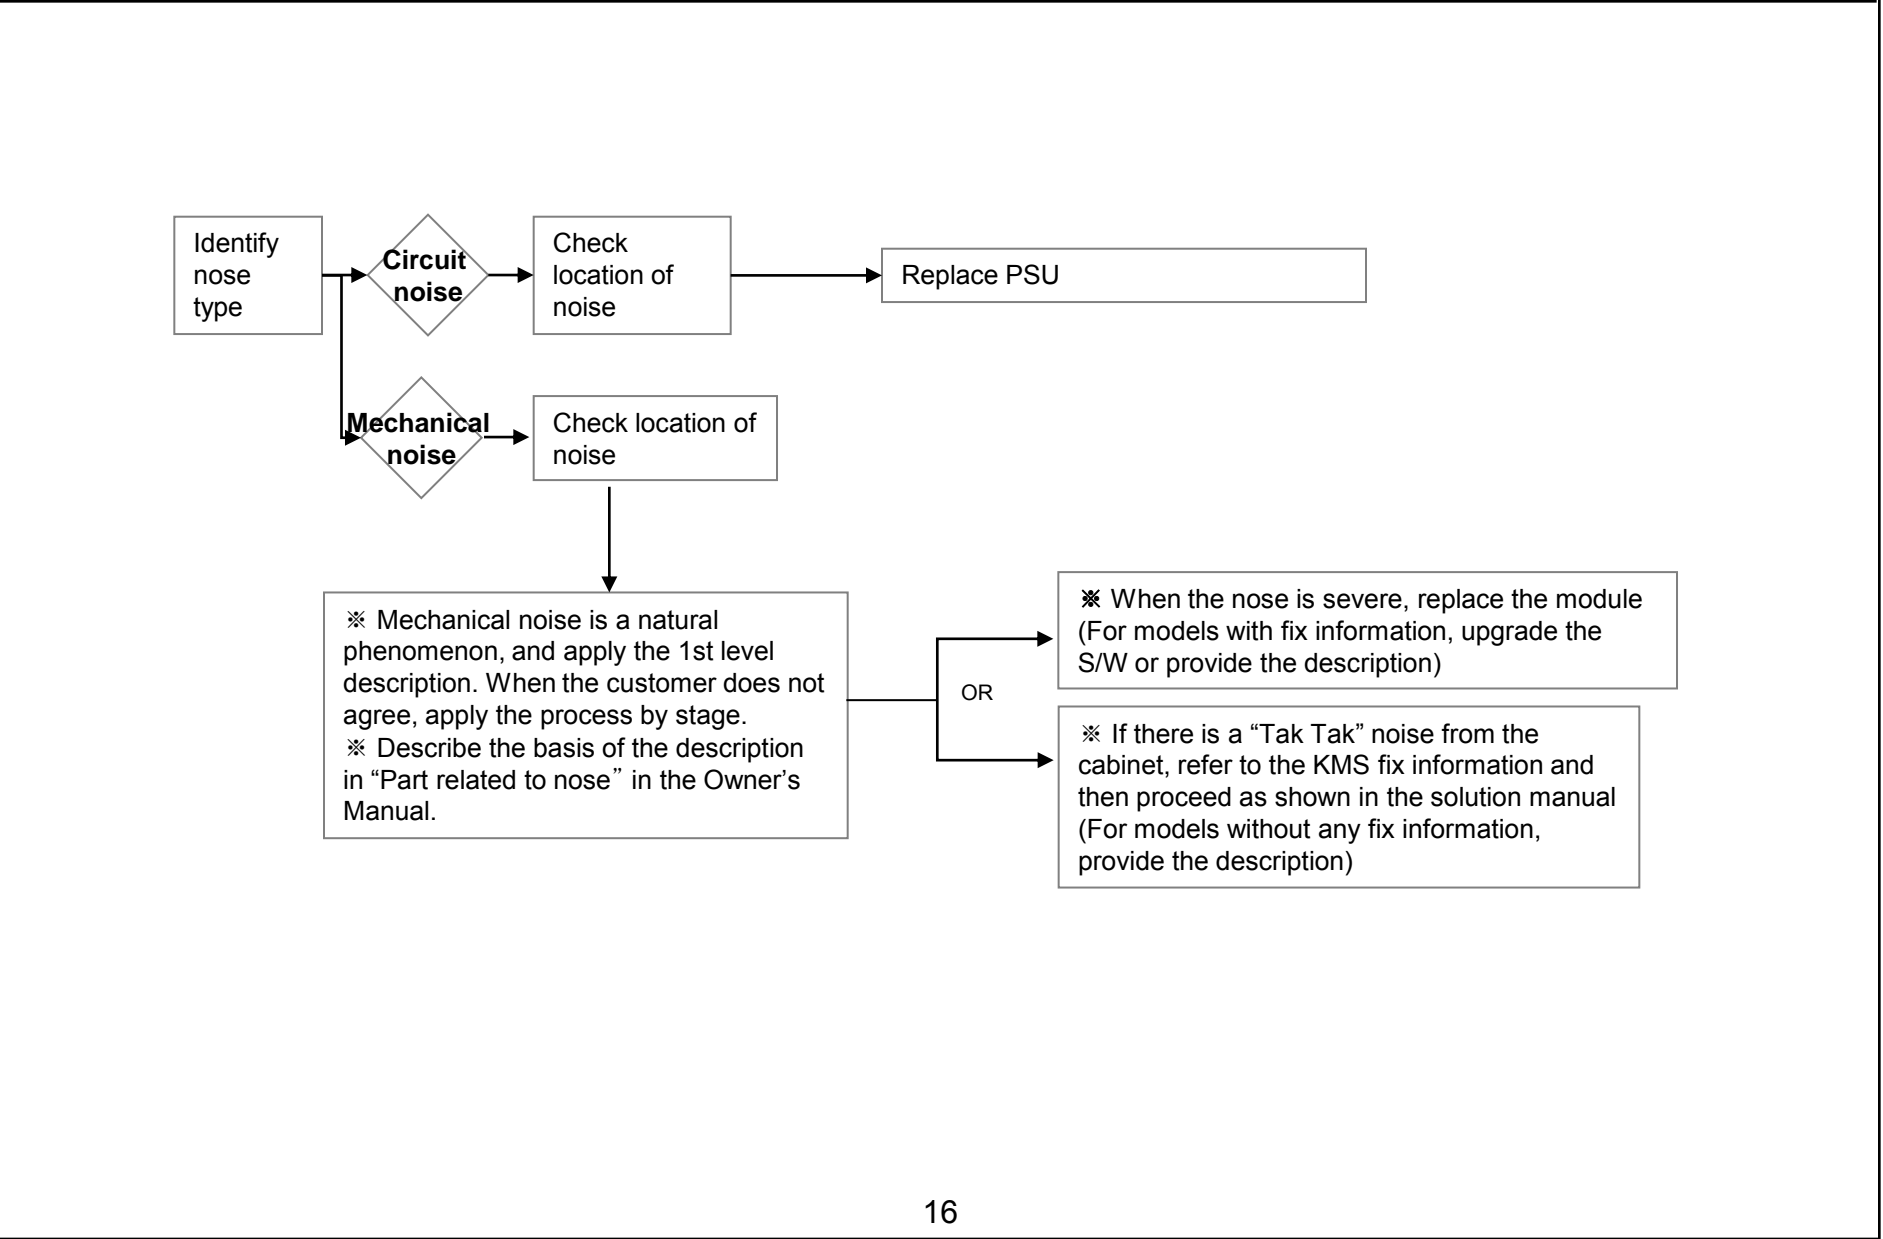 Identify
nose
type
Circuit
noise
Check
location of
noise
Replace PSU
Mechanical
noise
Check location of
noise
※ Mechanical noise is a natural
phenomenon, and apply the 1st level
description. When the customer does not
agree, apply the process by stage.
※ Describe the basis of the description
in “Part related to nose” in the Owner’s
Manual.
OR
※ When the nose is severe, replace the module
(For models with fix information, upgrade the
S/W or provide the description)
※ If there is a “Tak Tak” noise from the
cabinet, refer to the KMS fix information and
then proceed as shown in the solution manual
(For models without any fix information,
provide the description)
16